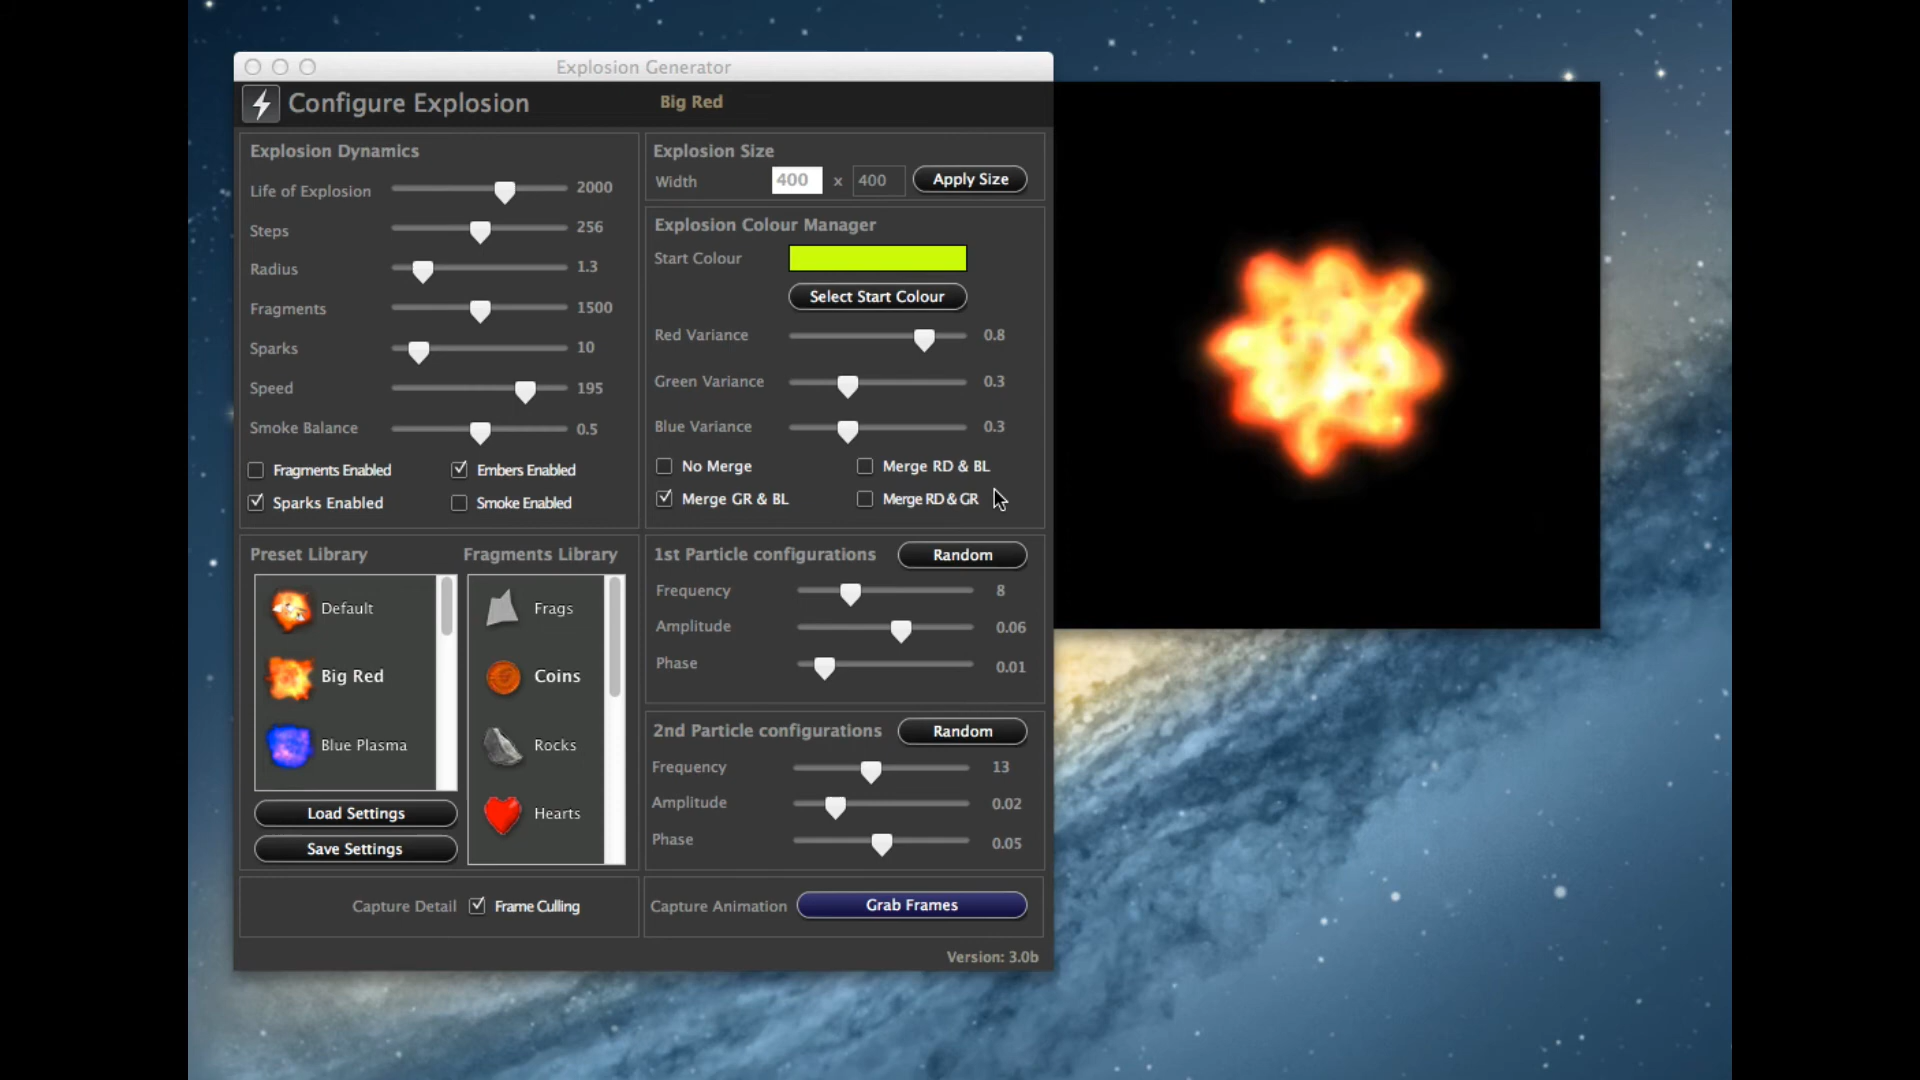 Explosion Generator
Configure Explosion
Big Red
Explosion Dynamics
Life of Explosion 2000
Steps 256
Radius 1.3
Fragments 1500
Sparks 10
Speed 195
Smoke Balance 0.5
Fragments Enabled
Embers Enabled
Sparks Enabled
Smoke Enabled
Explosion Size
Width 400 x 400 Apply Size
Explosion Colour Manager
Start Colour
Select Start Colour
Red Variance 0.8
Green Variance 0.3
Blue Variance 0.3
No Merge
Merge RD & BL
Merge GR & BL
Merge RD & GR
Preset Library
Default
Big Red
Blue Plasma
Load Settings
Save Settings
Fragments Library
Frags
Coins
Rocks
Hearts
1st Particle configurations Random
Frequency 8
Amplitude 0.06
Phase 0.01
2nd Particle configurations Random
Frequency 13
Amplitude 0.02
Phase 0.05
Capture Detail Frame Culling
Capture Animation Grab Frames
Version: 3.0b